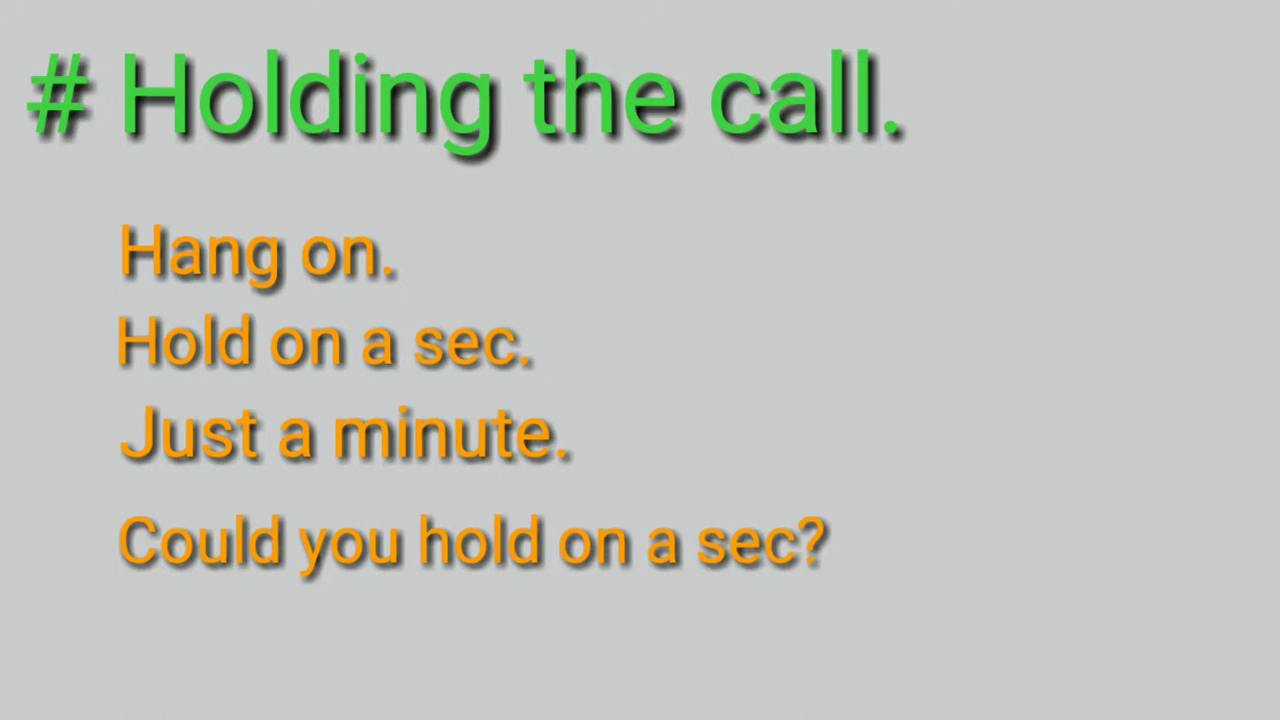 # Holding the call.
Hang on.
Hold on a sec.
Just a minute.
Could you hold on a sec?